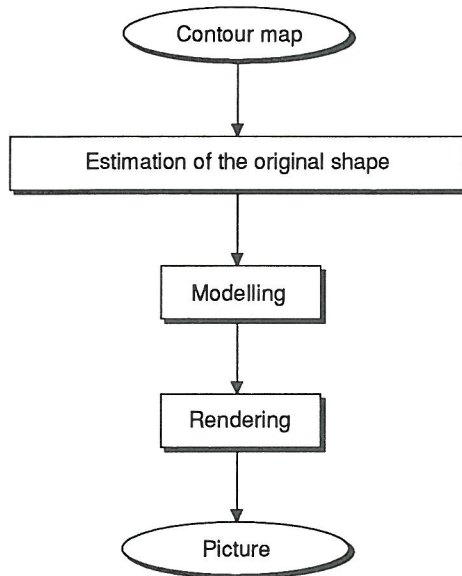 Contour map
Estimation of the original shape
Modelling
Rendering
Picture